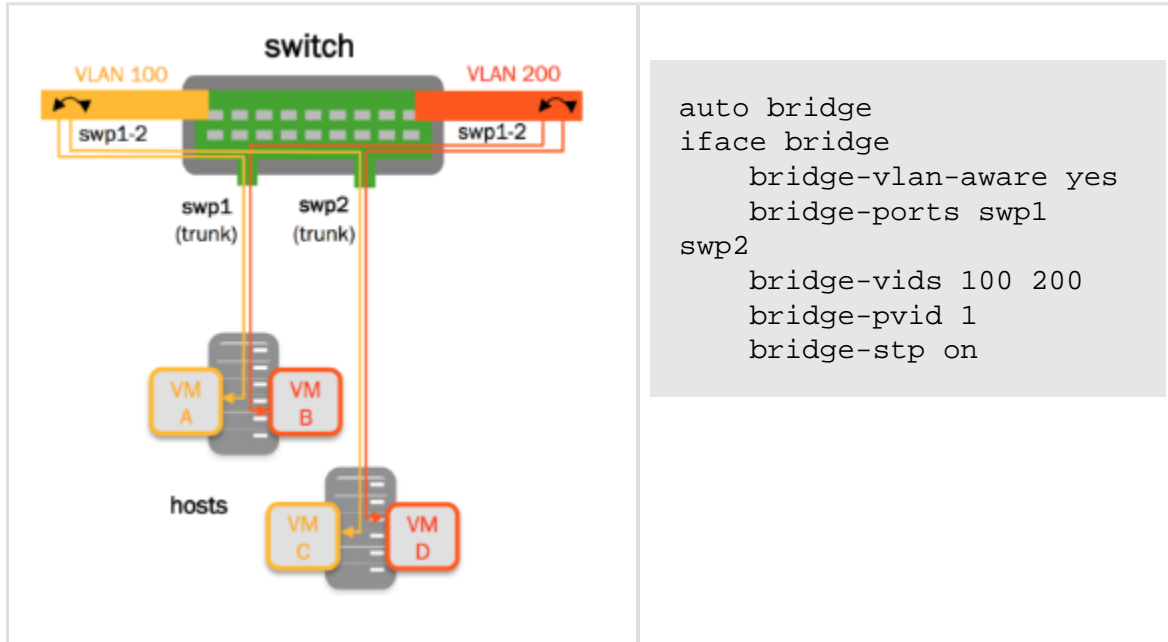 switch
VLAN 100
VLAN 200
swp1-2
swp1-2
swp1
(trunk)
swp2
(trunk)
VM
A
VM
B
hosts
VM
C
VM
D
auto bridge
iface bridge
    bridge-vlan-aware yes
    bridge-ports swp1
swp2
    bridge-vids 100 200
    bridge-pvid 1
    bridge-stp on